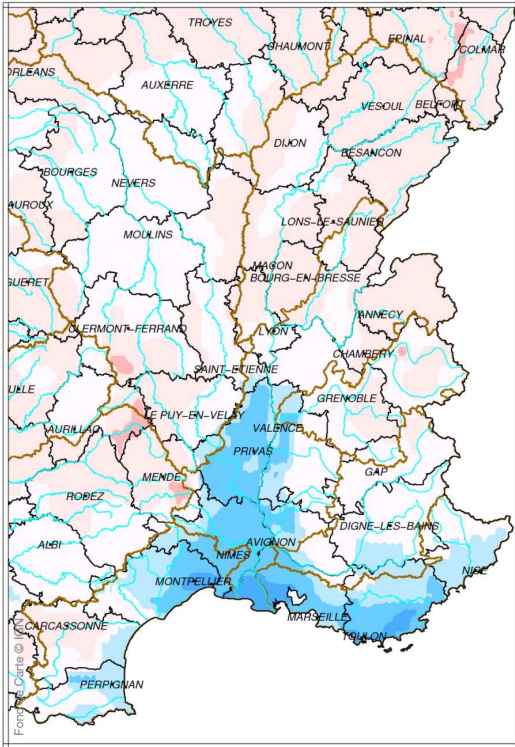 TROYES
EPINAL
CHAUMONT
COLMAR
ORLEANS
AUXERRE
VESOUL
BELFORT
DIJON
BESANCON
BOURGES
NEVERS
AUROUX
LONS-LE-SAUNIER
MOULINS
MACON
BOURG-EN-BRESSE
GUERET
ANNECY
CLERMONT-FERRAND
LYON
CHAMBERY
SAINT-ETIENNE
ULLE
GRENOBLE
LE PUY-EN-VELAY
AURILLAC
VALENCE
PRIVAS
MENDE
GAP
RODEZ
DIGNE-LES-BAINS
ALBI
AVIGNON
NIMES
NICE
MONTPELLIER
MARSEILLE
CARCASSONNE
TOULON
PERPIGNAN
Fond de Carte © IGN